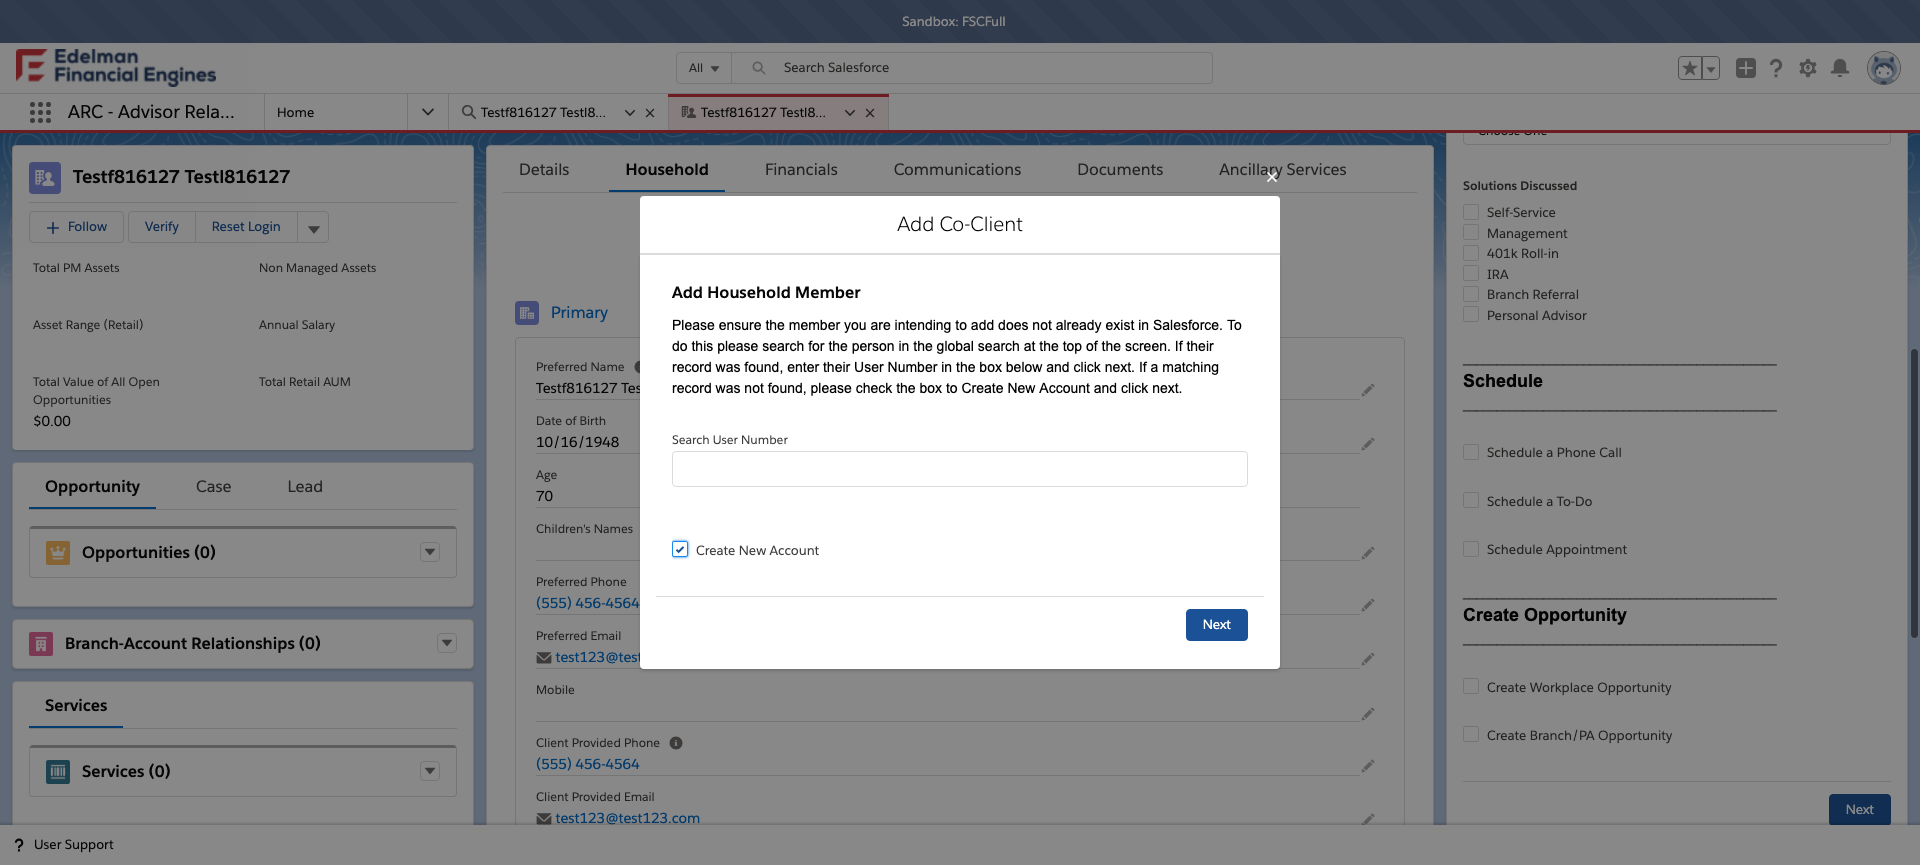 Sandbox: FSCFull
Edelman
Financial Engines
All
Search Salesforce
ARC - Advisor Rela...
Home
Testf816127 Testl8...
Testf816127 Testl8...
Testf816127 Testl816127
Follow
Verify
Reset Login
Total PM Assets
Non Managed Assets
Asset Range (Retail)
Annual Salary
Total Value of All Open
Opportunities
$0.00
Total Retail AUM
Opportunity
Case
Lead
Opportunities (0)
Branch-Account Relationships (0)
Services
Services (0)
Details
Household
Financials
Communications
Documents
Ancillary Services
Primary
Preferred Name
Testf816127 Tes
Date of Birth
10/16/1948
Age
70
Children's Names
Preferred Phone
(555) 456-4564
Preferred Email
test123@test
Mobile
Client Provided Phone
(555) 456-4564
Client Provided Email
test123@test123.com
Add Co-Client
Add Household Member
Please ensure the member you are intending to add does not already exist in Salesforce. To
do this please search for the person in the global search at the top of the screen. If their
record was found, enter their User Number in the box below and click next. If a matching
record was not found, please check the box to Create New Account and click next.
Search User Number
Create New Account
Next
Choose One
Solutions Discussed
Self-Service
Management
401k Roll-in
IRA
Branch Referral
Personal Advisor
Schedule
Schedule a Phone Call
Schedule a To-Do
Schedule Appointment
Create Opportunity
Create Workplace Opportunity
Create Branch/PA Opportunity
Next
? User Support